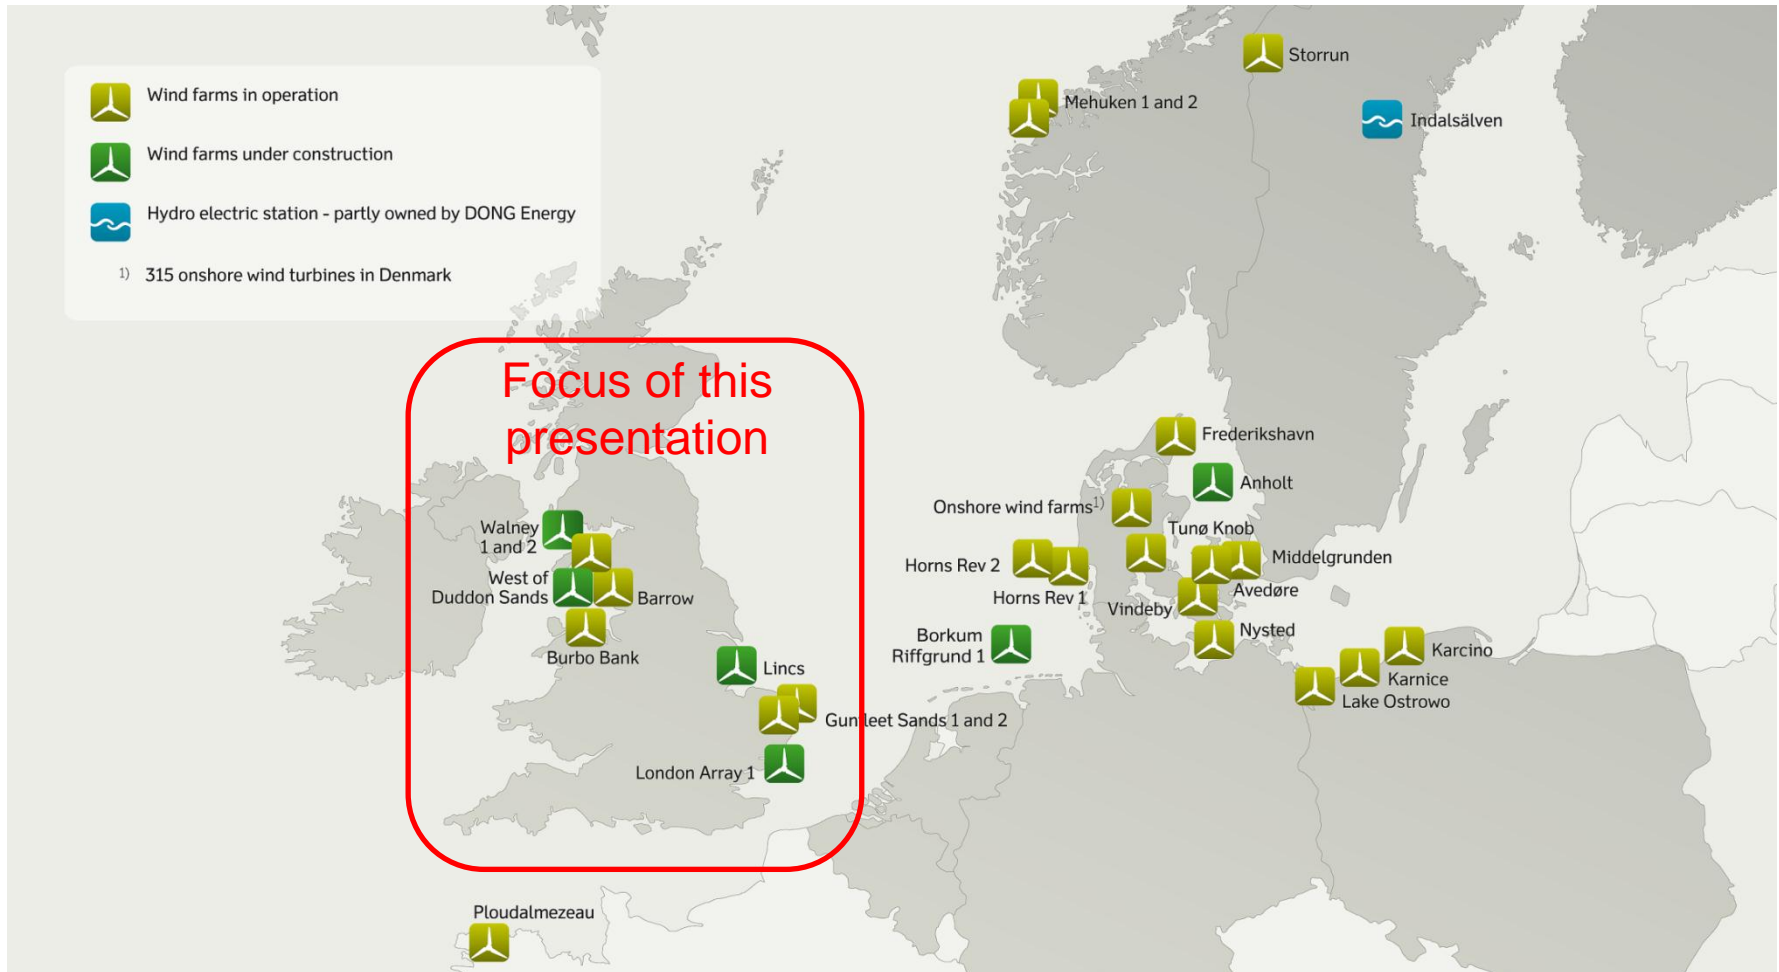 Wind farms in operation
Wind farms under construction
Hydro electric station - partly owned by DONG Energy
1) 315 onshore wind turbines in Denmark
Storrun
Mehuken 1 and 2
Indalsälven
Focus of this
presentation
Frederikshavn
Anholt
Onshore wind farms1)
Tunø Knob
Walney
1 and 2
Horns Rev 2
Middelgrunden
West of
Duddon Sands
Barrow
Horns Rev 1
Avedøre
Vindeby
Burbo Bank
Borkum
Riffgrund 1
Nysted
Karcino
Lincs
Karnice
Lake Ostrowo
Gunfleet Sands 1 and 2
London Array 1
Ploudalmezeau